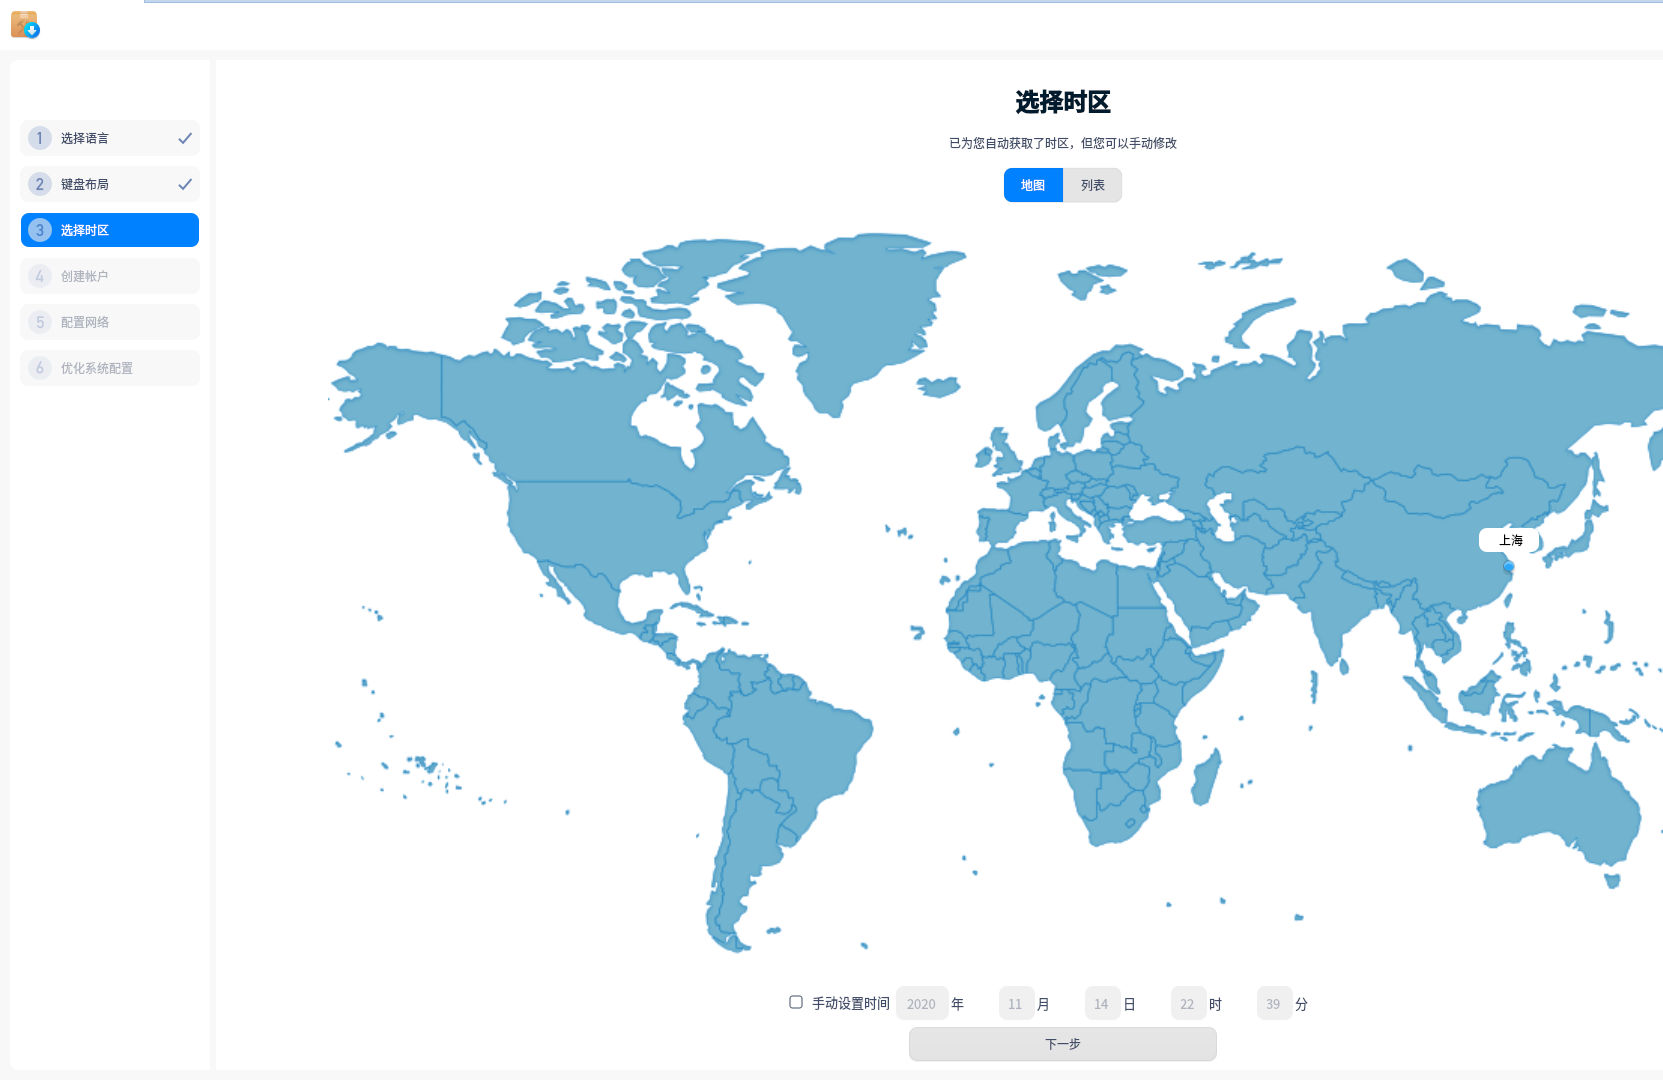 1 选择语言
2 键盘布局
3 选择时区
4 创建帐户
5 配置网络
6 优化系统配置
选择时区
已为您自动获取了时区，但您可以手动修改
地图 列表
上海
手动设置时间 2020 年 11 月 14 日 22 时 39 分
下一步